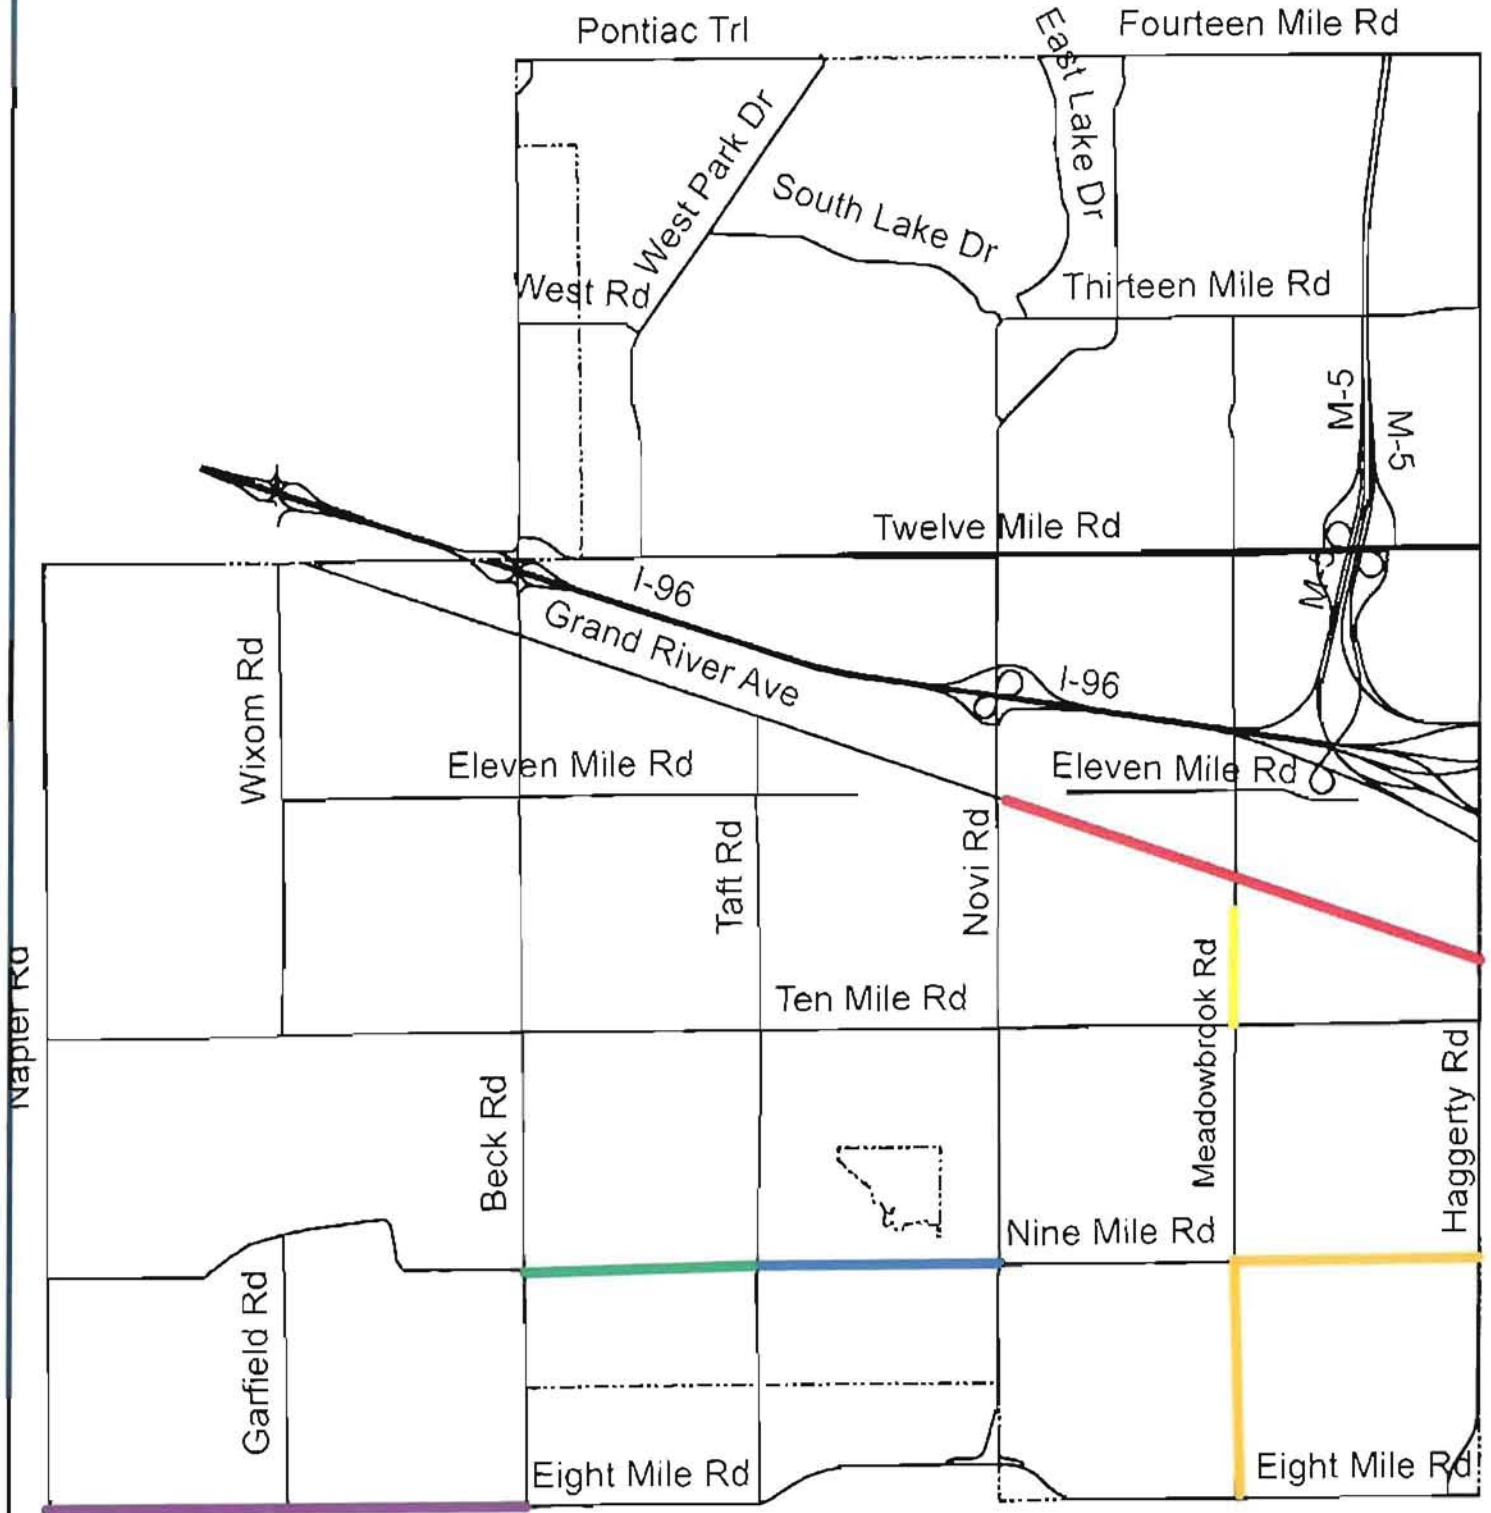 Pontiac Trl
Fourteen Mile Rd
East Lake Dr
West Park Dr
South Lake Dr
West Rd
Thirteen Mile Rd
M-5
M-5
Twelve Mile Rd
M-5
I-96
Grand River Ave
I-96
Wixom Rd
Eleven Mile Rd
Eleven Mile Rd
Taft Rd
Novi Rd
Napier Rd
Ten Mile Rd
Meadowbrook Rd
Beck Rd
Haggerty Rd
Nine Mile Rd
Garfield Rd
Eight Mile Rd
Eight Mile Rd